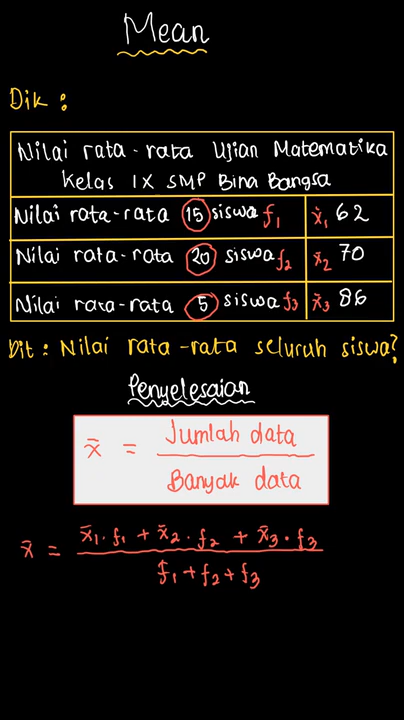 Mean
Dik :
Nilai rata-rata Ujian Matematika
Kelas IX SMP Bina Bangsa
Nilai rata-rata 15 siswa f₁ x̄₁ 62
Nilai rata-rata 20 siswa f₂ x̄₂ 70
Nilai rata-rata 5 siswa f₃ x̄₃ 86
Dit : Nilai rata-rata seluruh siswa?
Penyelesaian
x̄ = Jumlah data / Banyak data
x̄ = x̄₁ · f₁ + x̄₂ · f₂ + x̄₃ · f₃ / f₁ + f₂ + f₃